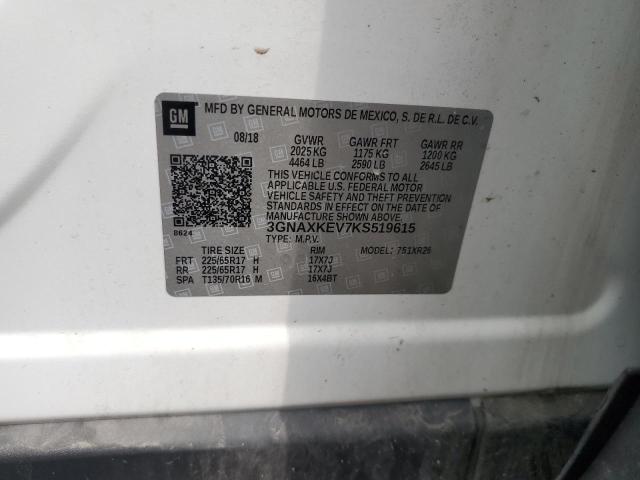 GM MFD BY GENERAL MOTORS DE MEXICO, S. DE R.L. DE C.V.
08/18 GVWR GAWR FRT GAWR RR
2025 KG 1175 KG 1200 KG
4464 LB 2590 LB 2645 LB
THIS VEHICLE CONFORMS TO ALL
APPLICABLE U.S. FEDERAL MOTOR
VEHICLE SAFETY AND THEFT
PREVENTION STANDARDS IN
EFFECT ON THE DATE OF
MANUFACTURE SHOWN ABOVE.
8624 3GNAXKEV7KS519615
TYPE: M.P.V. MODEL: 7S1XR26
TIRE SIZE RIM
FRT 225/65R17 H 17X7J
RR 225/65R17 H 17X7J
SPA T135/70R16 M 16X4BT